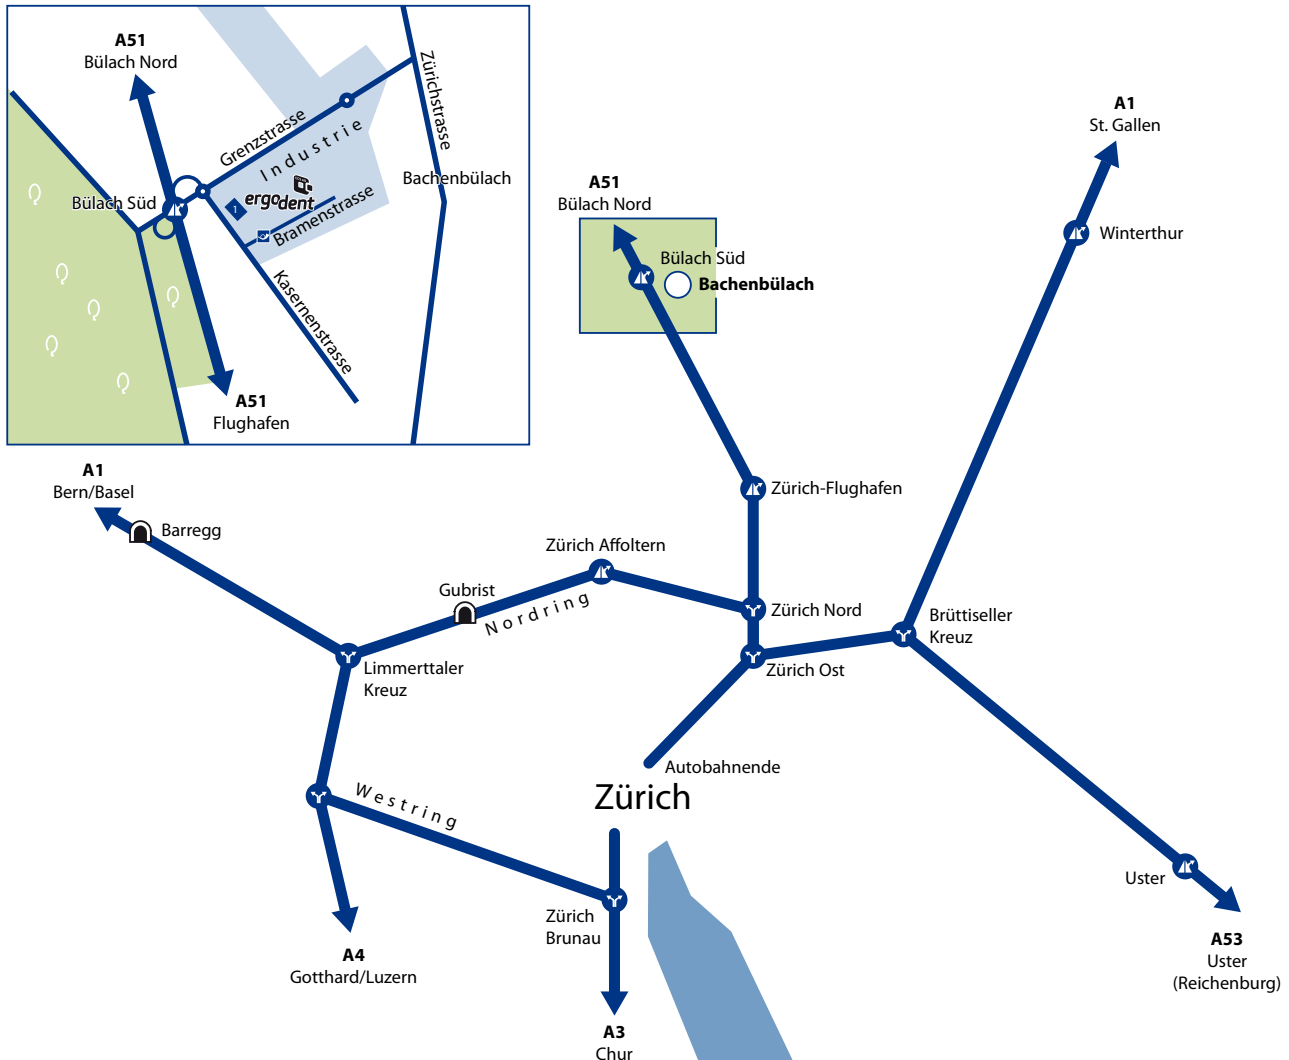 A51
Bülach Nord
Zürichstrasse
Grenzstrasse
Industrie
Bachenbülach
Bülach Süd
1
ergodent
Bramenstrasse
Kasernenstrasse
A51
Flughafen
A1
St. Gallen
Winterthur
A51
Bülach Nord
Bülach Süd
Bachenbülach
A1
Bern/Basel
Barregg
Zürich-Flughafen
Zürich Affoltern
Gubrist
Nordring
Zürich Nord
Brüttiseller
Kreuz
Limmerttaler
Kreuz
Zürich Ost
Autobahnende
Zürich
Westring
Uster
Zürich
Brunau
A4
Gotthard/Luzern
A53
Uster
(Reichenburg)
A3
Chur